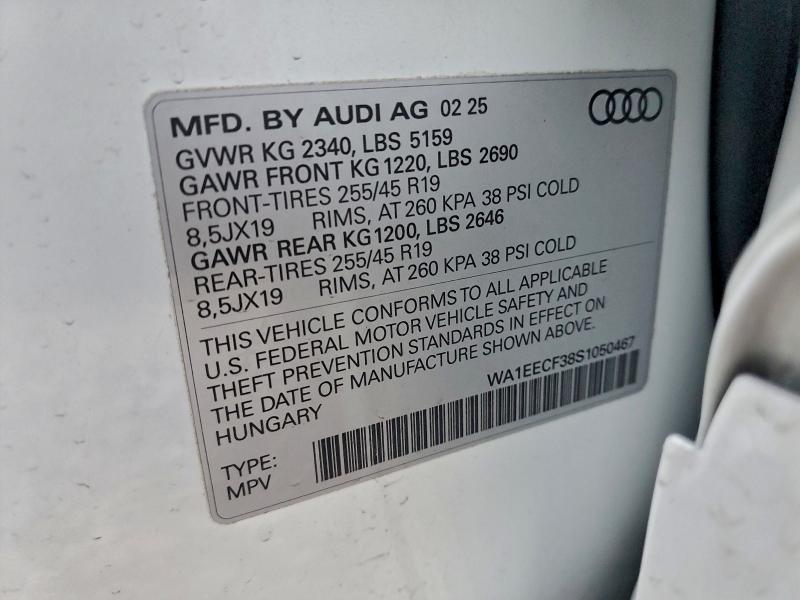 MFD. BY AUDI AG 02 25
GVWR KG 2340, LBS 5159
GAWR FRONT KG 1220, LBS 2690
FRONT-TIRES 255/45 R19
8,5JX19 RIMS, AT 260 KPA 38 PSI COLD
GAWR REAR KG 1200, LBS 2646
REAR-TIRES 255/45 R19
8,5JX19 RIMS, AT 260 KPA 38 PSI COLD
THIS VEHICLE CONFORMS TO ALL APPLICABLE
U.S. FEDERAL MOTOR VEHICLE SAFETY AND
THEFT PREVENTION STANDARDS IN EFFECT ON
THE DATE OF MANUFACTURE SHOWN ABOVE.
HUNGARY WA1EECF38S1050467
TYPE:
MPV